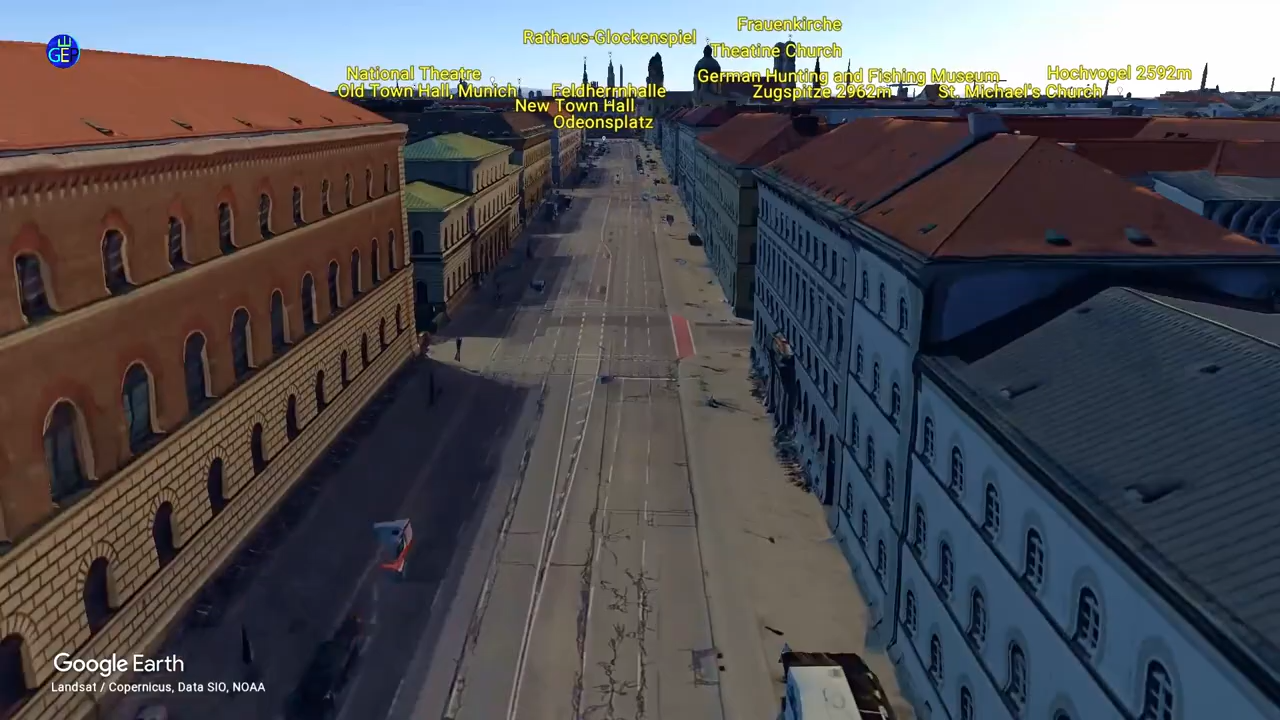 Frauenkirche
Rathaus-Glockenspiel
Theatine Church
National Theatre
German Hunting and Fishing Museum
Hochvogel 2592m
Old Town Hall, Munich
Feldherrnhalle
Zugspitze 2962m
St. Michael's Church
New Town Hall
Odeonsplatz
GEP
Google Earth
Landsat / Copernicus, Data SIO, NOAA